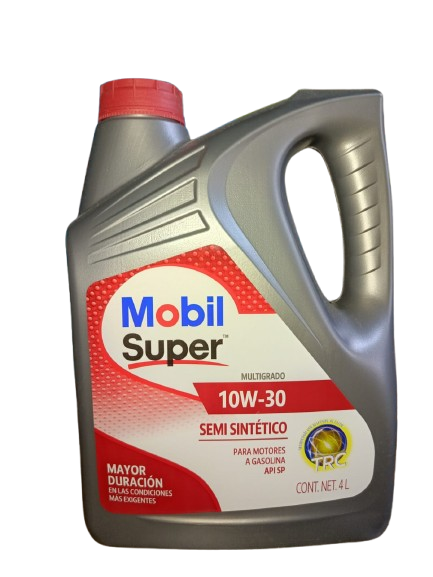 Mobil
Super™
MULTIGRADO
10W-30
SEMI SINTÉTICO
PARA MOTORES
A GASOLINA
API SP
TRC
CONT. NET. 4 L
MAYOR
DURACIÓN
EN LAS CONDICIONES
MÁS EXIGENTES